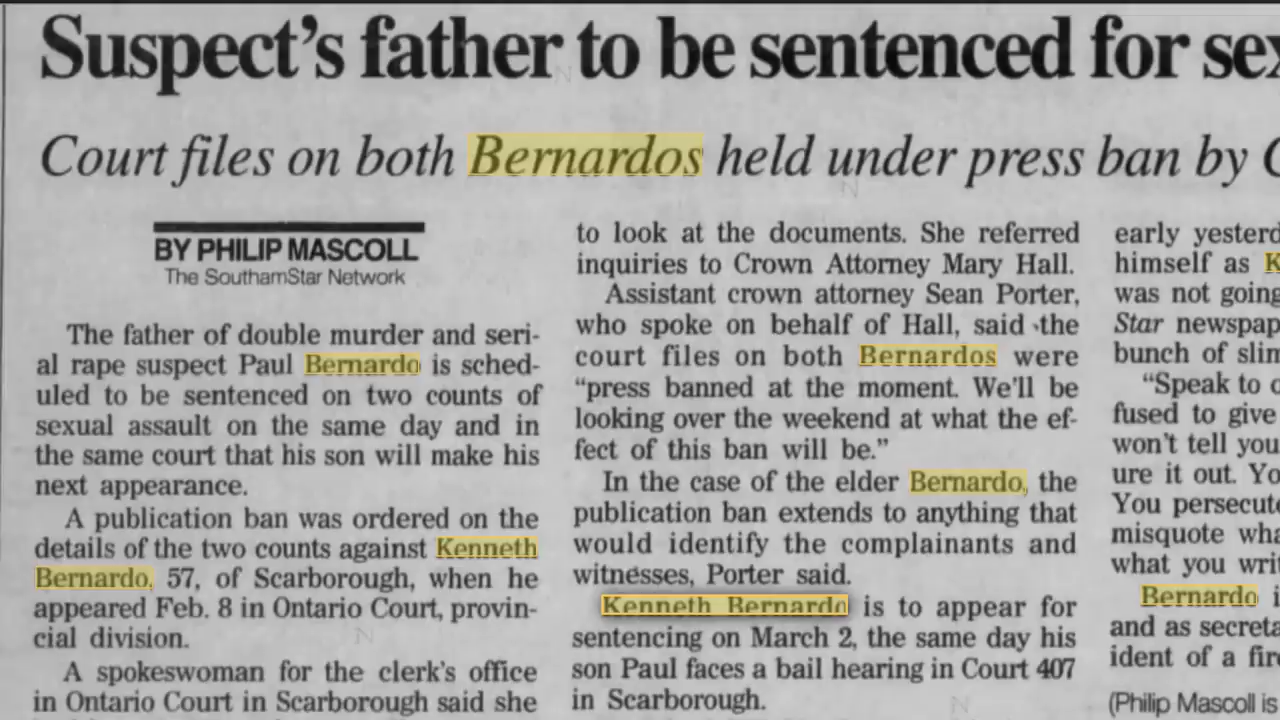 Suspect's father to be sentenced for
Court files on both Bernardos held under press ban by
BY PHILIP MASCOLL
The SouthamStar Network
The father of double murder and seri-
al rape suspect Paul Bernardo is sched-
uled to be sentenced on two counts of
sexual assault on the same day and in
the same court that his son will make his
next appearance.
A publication ban was ordered on the
details of the two counts against Kenneth
Bernardo, 57, of Scarborough, when he
appeared Feb. 8 in Ontario Court, provin-
cial division.
A spokeswoman for the clerk's office
in Ontario Court in Scarborough said she
to look at the documents. She referred
inquiries to Crown Attorney Mary Hall.
Assistant crown attorney Sean Porter,
who spoke on behalf of Hall, said the
court files on both Bernardos were
“press banned at the moment. We'll be
looking over the weekend at what the ef-
fect of this ban will be.”
In the case of the elder Bernardo, the
publication ban extends to anything that
would identify the complainants and
witnesses, Porter said.
Kenneth Bernardo is to appear for
sentencing on March 2, the same day his
son Paul faces a bail hearing in Court 407
in Scarborough.
early
himself as
was not going
Star
bunch of
“Speak to
fused to give
won't tell you
ure it out.
You
misquote
what you
Bernardo
and as
ident of a
(Philip Mascoll is